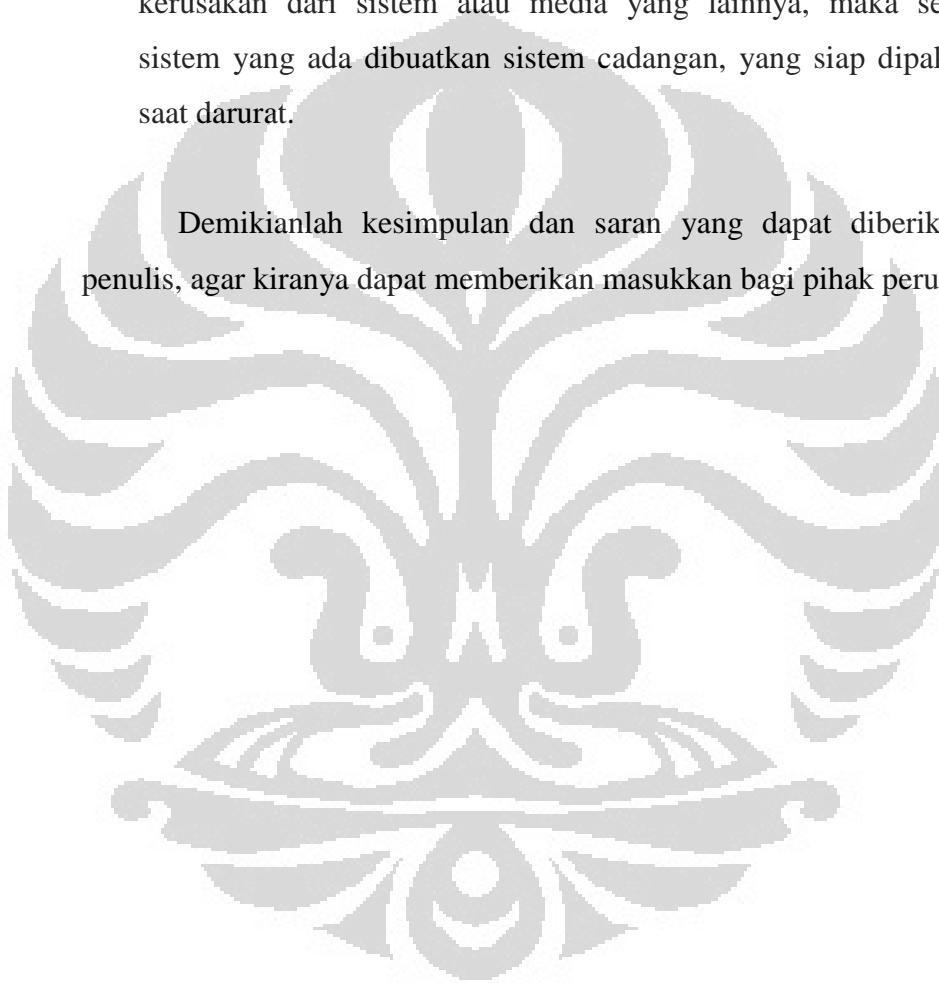 kerusakan dari sistem atau media yang lainnya, maka se
sistem yang ada dibuatkan sistem cadangan, yang siap dipal
saat darurat.
Demikianlah kesimpulan dan saran yang dapat diberik
penulis, agar kiranya dapat memberikan masukkan bagi pihak peru